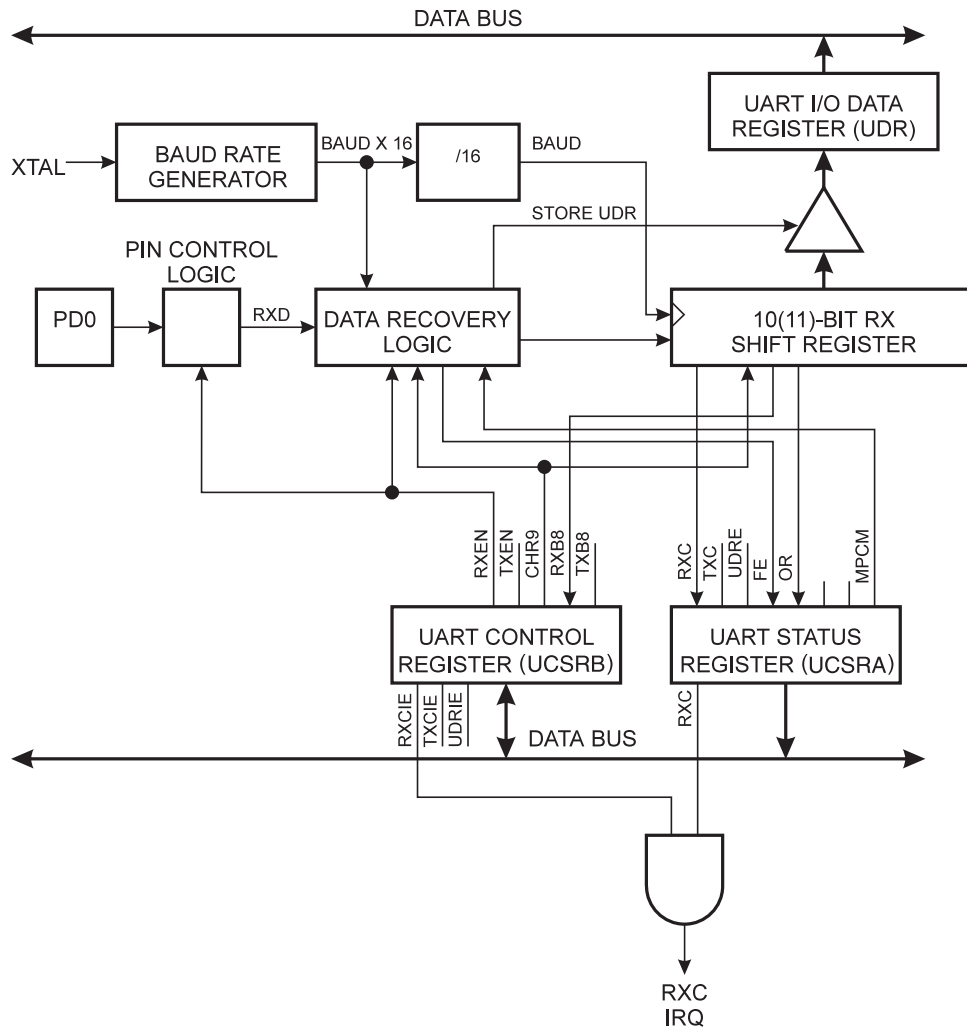 DATA BUS
UART I/O DATA
REGISTER (UDR)
XTAL
BAUD RATE
GENERATOR
BAUD X 16
/16
BAUD
STORE UDR
PIN CONTROL
LOGIC
PD0
RXD
DATA RECOVERY
LOGIC
10(11)-BIT RX
SHIFT REGISTER
RXEN
TXEN
CHR9
RXB8
TXB8
RXC
TXC
UDRE
FE
OR
MPCM
UART CONTROL
REGISTER (UCSRB)
UART STATUS
REGISTER (UCSRA)
RXCIE
TXCIE
UDRIE
RXC
DATA BUS
RXC
IRQ